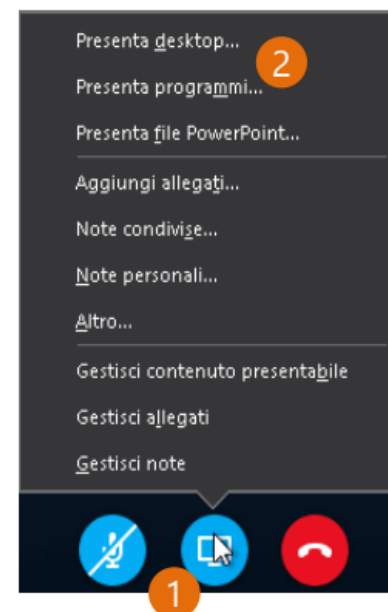 Presenta desktop...
2
Presenta programmi...
Presenta file PowerPoint...
Aggiungi allegati...
Note condivise...
Note personali...
Altro...
Gestisci contenuto presentabile
Gestisci allegati
Gestisci note
1